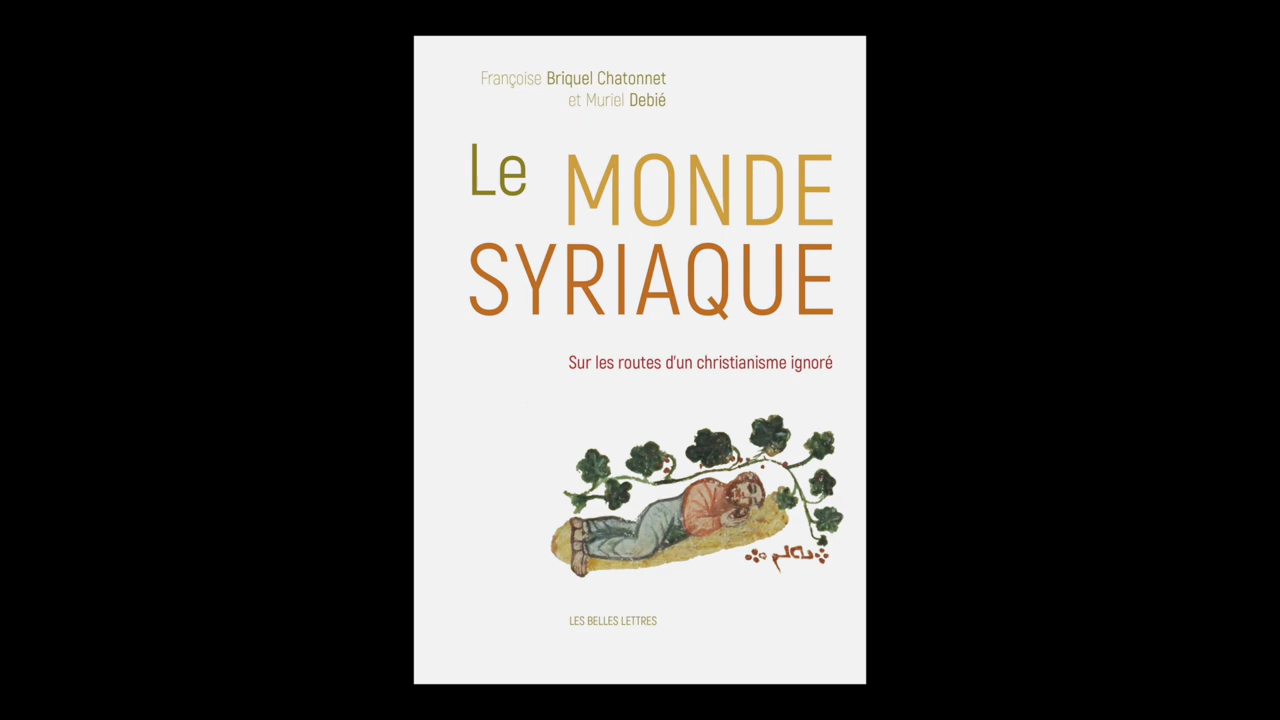 Françoise Briquel Chatonnet
et Muriel Debié
Le MONDE
SYRIAQUE
Sur les routes d'un christianisme ignoré
LES BELLES LETTRES